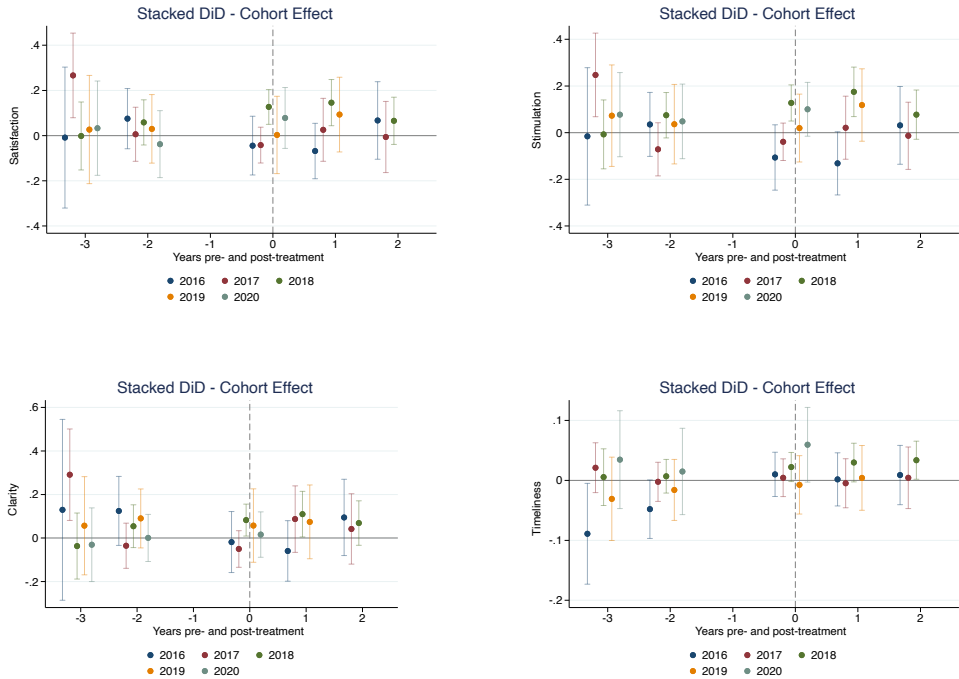 Stacked DiD - Cohort Effect
Satisfaction
.4
.2
0
-.2
-.4
-3 -2 -1 0 1 2
Years pre- and post-treatment
2016 2017 2018
2019 2020
Stacked DiD - Cohort Effect
Stimulation
.4
.2
0
-.2
-.4
-3 -2 -1 0 1 2
Years pre- and post-treatment
2016 2017 2018
2019 2020
Stacked DiD - Cohort Effect
Clarity
.6
.4
.2
0
-.2
-3 -2 -1 0 1 2
Years pre- and post-treatment
2016 2017 2018
2019 2020
Stacked DiD - Cohort Effect
Timeliness
.1
0
-.1
-.2
-3 -2 -1 0 1 2
Years pre- and post-treatment
2016 2017 2018
2019 2020